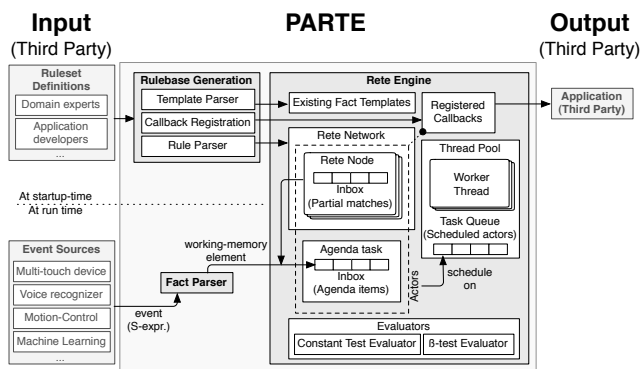 Input
(Third Party)
PARTE
Output
(Third Party)
Ruleset
Definitions
Domain experts
Application
developers
...
Rulebase Generation
Template Parser
Callback Registration
Rule Parser
Rete Engine
Existing Fact Templates
Registered
Callbacks
Application
(Third Party)
Rete Network
Rete Node
Inbox
(Partial matches)
Thread Pool
Worker
Thread
Task Queue
(Scheduled actors)
At startup-time
At run time
Event Sources
Multi-touch device
Voice recognizer
Motion-Control
Machine Learning
...
event
(S-expr.)
Fact Parser
working-memory
element
Agenda task
Inbox
(Agenda items)
Actors
schedule
on
Evaluators
Constant Test Evaluator
ß-test Evaluator